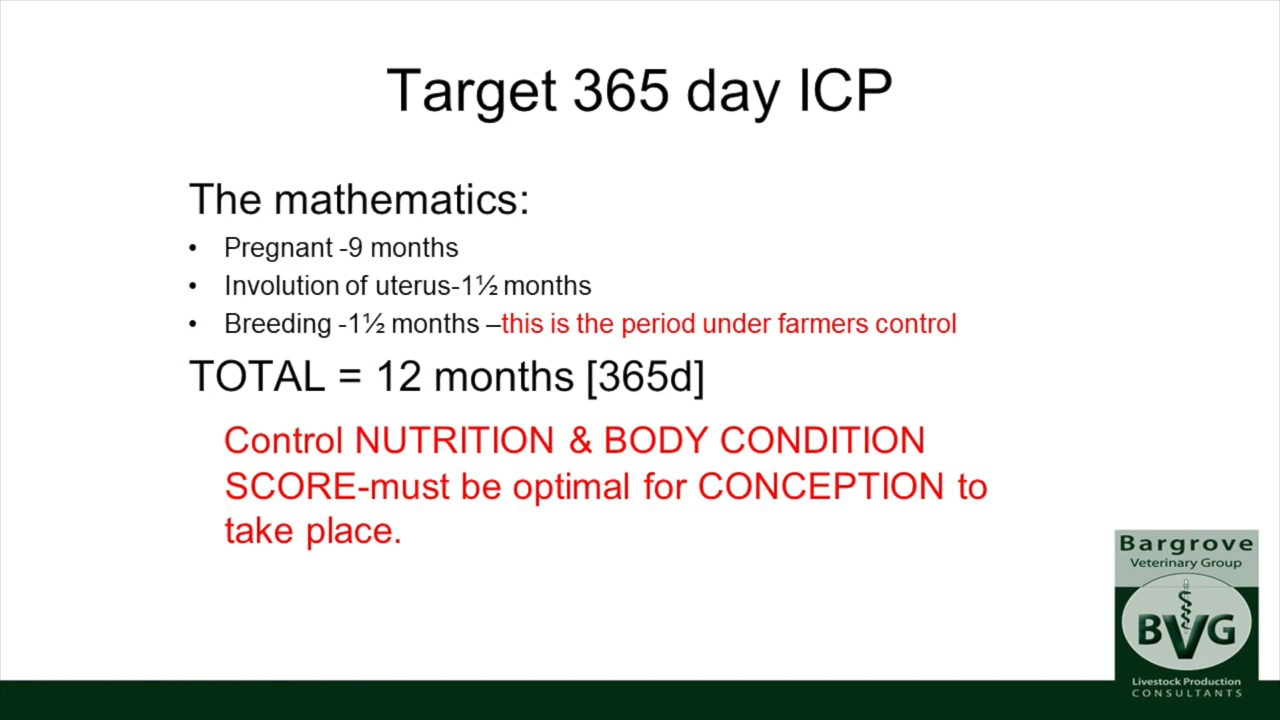 Target 365 day ICP
The mathematics:
• Pregnant -9 months
• Involution of uterus-1½ months
• Breeding -1½ months –this is the period under farmers control
TOTAL = 12 months [365d]
Control NUTRITION & BODY CONDITION
SCORE-must be optimal for CONCEPTION to
take place.
Bargrove
Veterinary Group
BVG
Livestock Production
CONSULTANTS